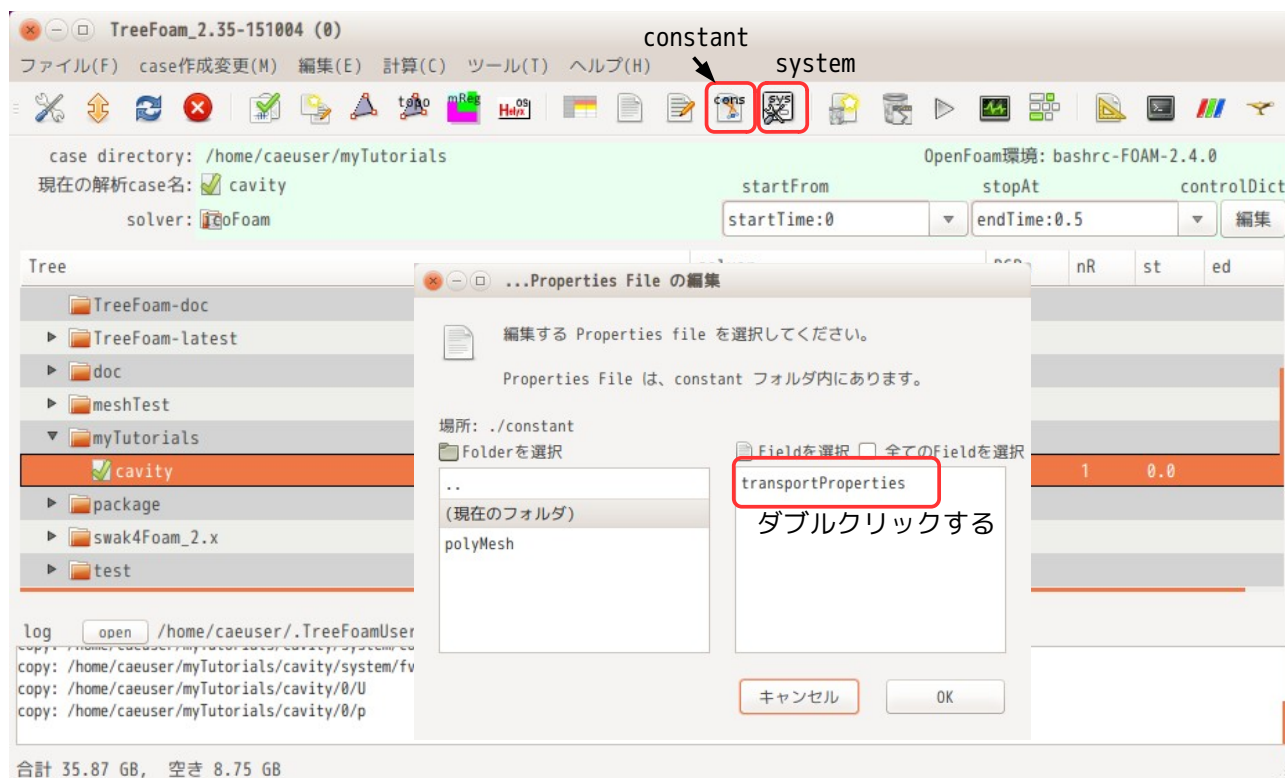 TreeFoam_2.35-151004 (0)
constant
system
ファイル(F) case作成変更(M) 編集(E) 計算(C) ツール(T) ヘルプ(H)
topo mReg Helyx OS cons sys
case directory: /home/caeuser/myTutorials OpenFoam環境: bashrc-FOAM-2.4.0
現在の解析case名: cavity startFrom stopAt controlDict
solver: icoFoam startTime:0 endTime:0.5 編集
Tree nR st ed
...Properties File の編集
TreeFoam-doc
TreeFoam-latest
doc
meshTest
myTutorials
cavity 1 0.0
package
swak4Foam_2.x
test
編集する Properties file を選択してください。
Properties File は、constant フォルダ内にあります。
場所: ./constant
Folderを選択 Fieldを選択 全てのFieldを選択
.. transportProperties
(現在のフォルダ) ダブルクリックする
polyMesh
キャンセル OK
log open /home/caeuser/.TreeFoamUser
copy: /home/caeuser/myTutorials/cavity/system/fv
copy: /home/caeuser/myTutorials/cavity/0/U
copy: /home/caeuser/myTutorials/cavity/0/p
合計 35.87 GB, 空き 8.75 GB